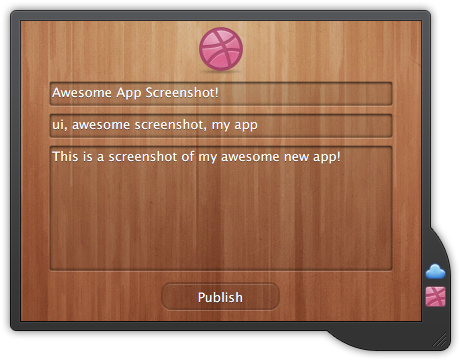 Awesome App Screenshot!
ui, awesome screenshot, my app
This is a screenshot of my awesome new app!
Publish